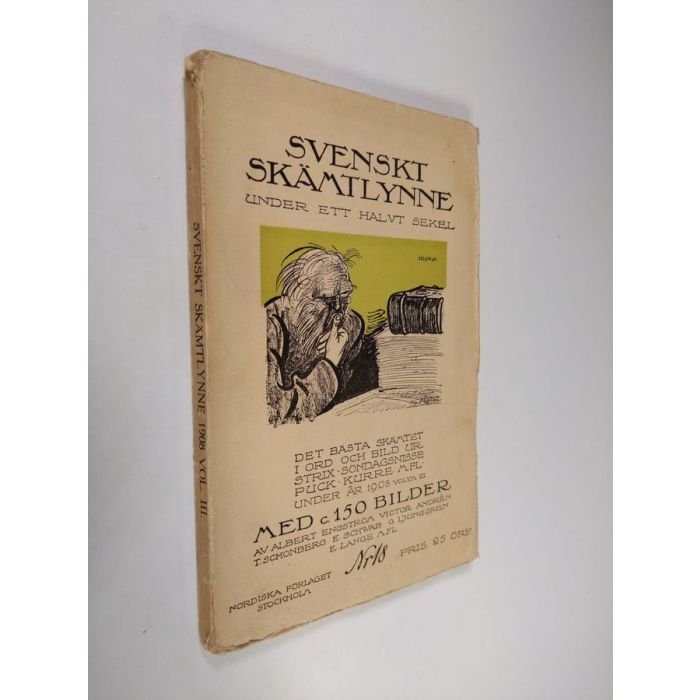 SVENSKT
SKÄMTLYNNE
UNDER ETT HALVT SEKEL
DET BÄSTA SKÄMTET
I ORD OCH BILD UR
STRIX · SÖNDAGSNISSE
PUCK · KURRE M.FL.
UNDER ÅR 1908 VOLYM III
MED c. 150 BILDER
AV ALBERT ENGSTRÖM VICTOR ANDRÉN
T. SCHONBERG E SCHWAB G LJUNGGREN
E. LANGE M.FL
NORDISKA FÖRLAGET
STOCKHOLM
Nr 18
PRIS 25 ÖRE
SVENSKT SKÄMTLYNNE 1908 VOL. III.